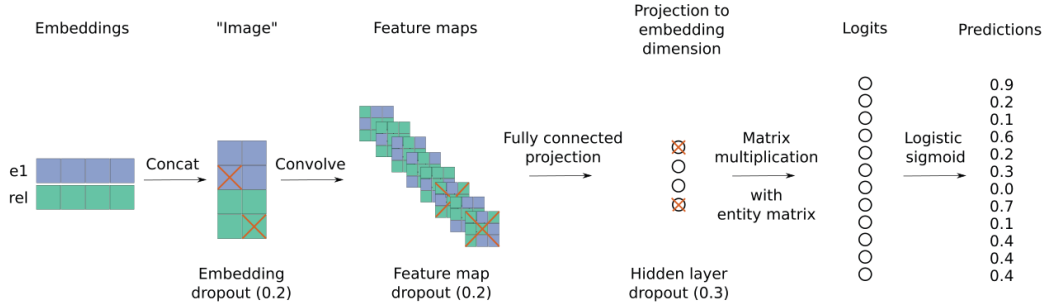 Embeddings
"Image"
Feature maps
Projection to
embedding
dimension
Logits
Predictions
e1
rel
Concat
Convolve
Fully connected
projection
Matrix
multiplication
with
entity matrix
Logistic
sigmoid
0.9
0.2
0.1
0.6
0.2
0.3
0.0
0.7
0.1
0.4
0.4
0.4
Embedding
dropout (0.2)
Feature map
dropout (0.2)
Hidden layer
dropout (0.3)